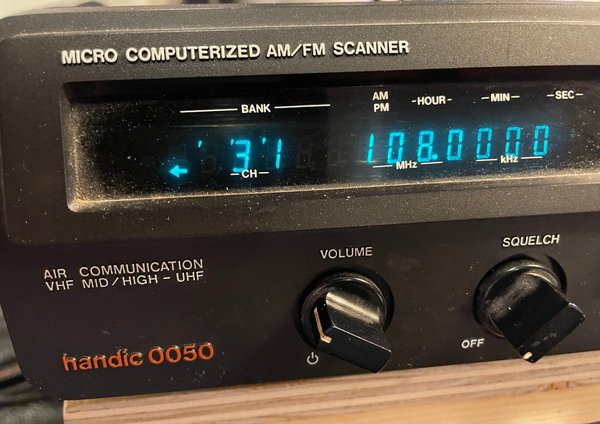 MICRO COMPUTERIZED AM/FM SCANNER
BANK
AM
PM
-HOUR-
-MIN-
-SEC-
31
108.0000
CH
MHz
kHz
AIR COMMUNICATION
VHF MID/HIGH - UHF
VOLUME
SQUELCH
OFF
handic 0050